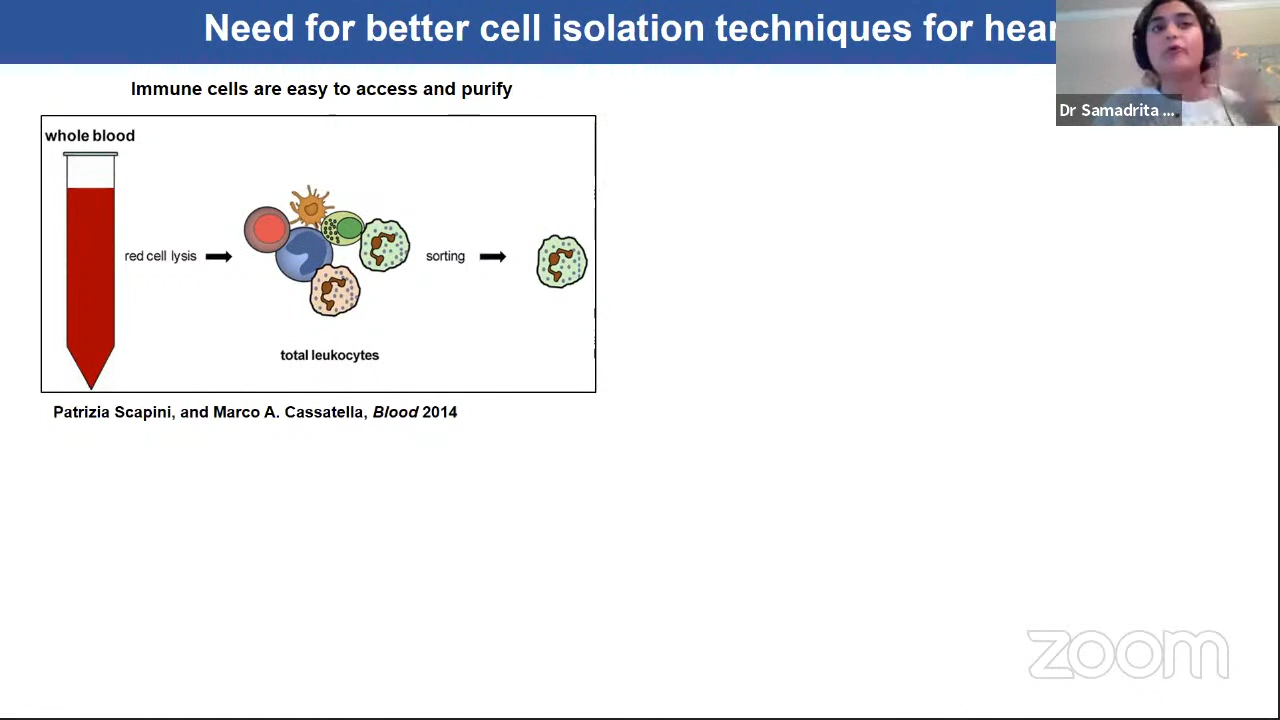 Need for better cell isolation techniques for hear
Dr Samadrita ...
Immune cells are easy to access and purify
whole blood
red cell lysis
sorting
total leukocytes
Patrizia Scapini, and Marco A. Cassatella, Blood 2014
zoom